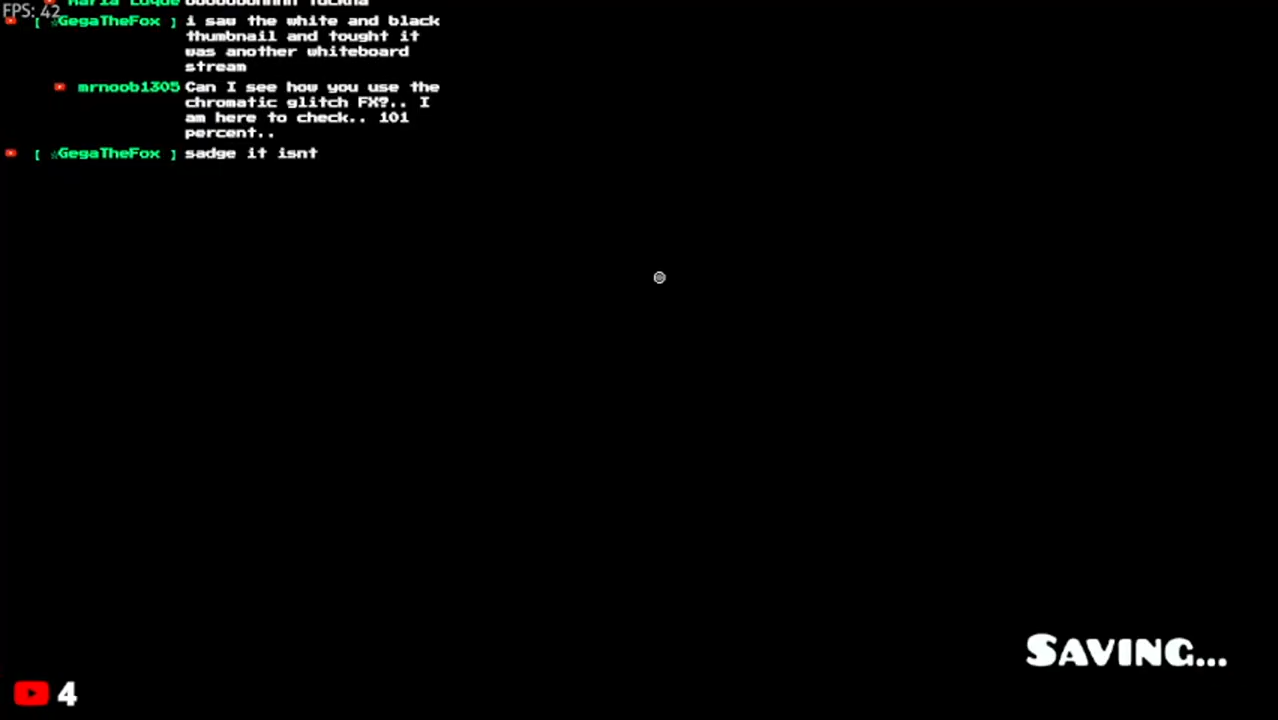 FPS: 42
Maria Luque
[ ☆GegaTheFox ] i saw the white and black
thumbnail and tought it
was another whiteboard
stream
mrnoob1305 Can I see how you use the
chromatic glitch FX?.. I
am here to check.. 101
percent..
[ ☆GegaTheFox ] sadge it isnt
SAVING...
4